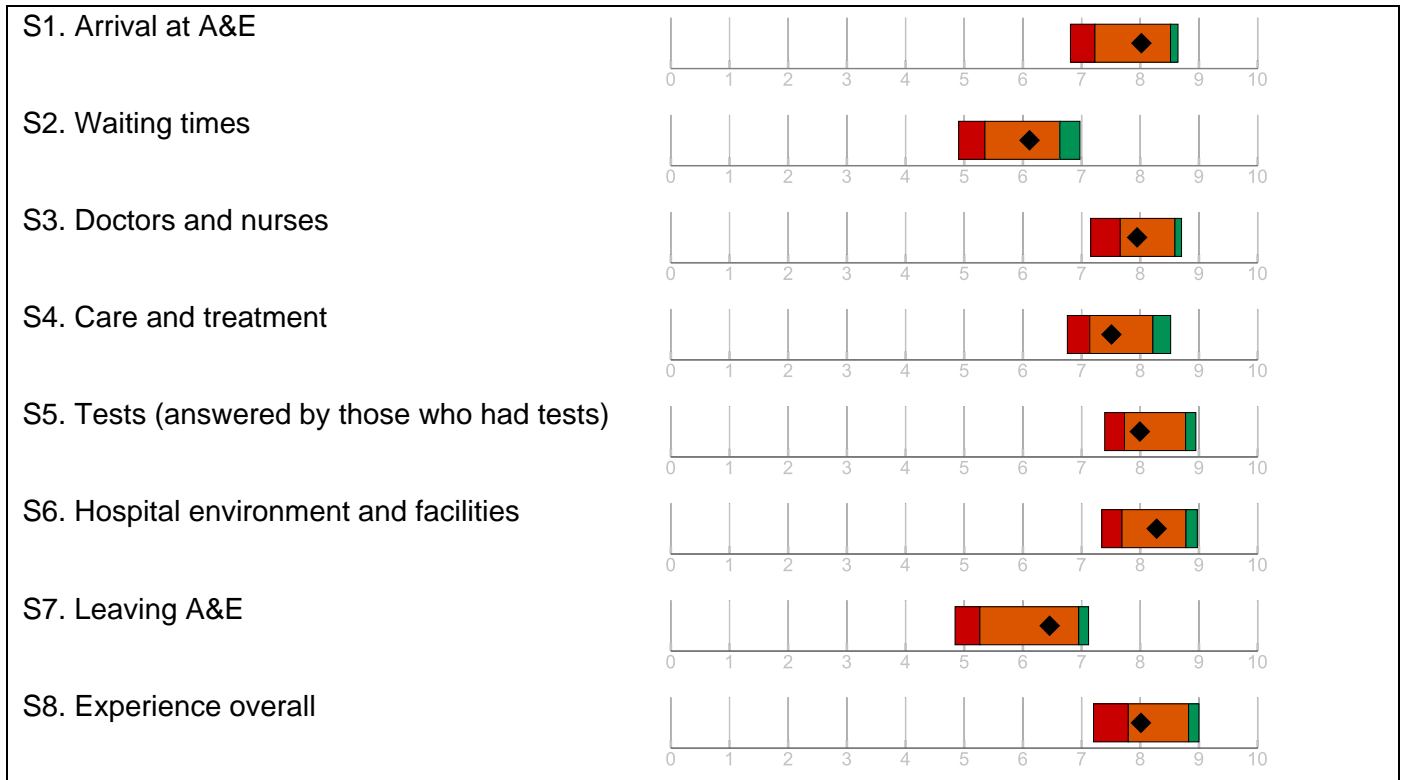 S1. Arrival at A&E
0 1 2 3 4 5 6 7 8 9 10
S2. Waiting times
0 1 2 3 4 5 6 7 8 9 10
S3. Doctors and nurses
0 1 2 3 4 5 6 7 8 9 10
S4. Care and treatment
0 1 2 3 4 5 6 7 8 9 10
S5. Tests (answered by those who had tests)
0 1 2 3 4 5 6 7 8 9 10
S6. Hospital environment and facilities
0 1 2 3 4 5 6 7 8 9 10
S7. Leaving A&E
0 1 2 3 4 5 6 7 8 9 10
S8. Experience overall
0 1 2 3 4 5 6 7 8 9 10